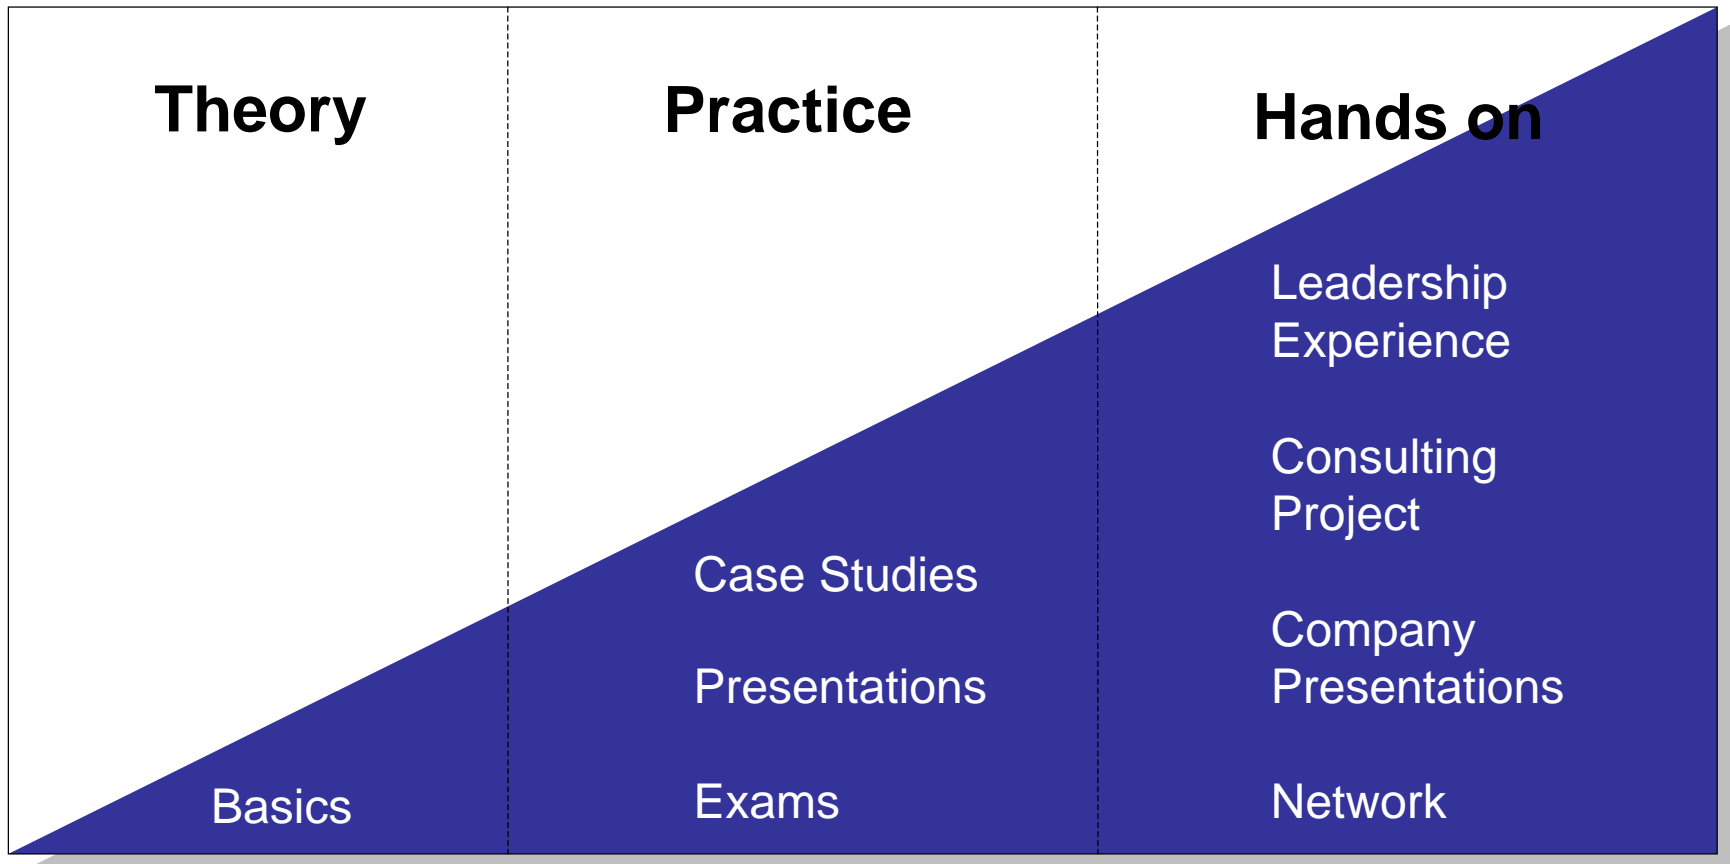 Theory
Practice
Hands on
Basics
Case Studies
Presentations
Exams
Leadership
Experience
Consulting
Project
Company
Presentations
Network